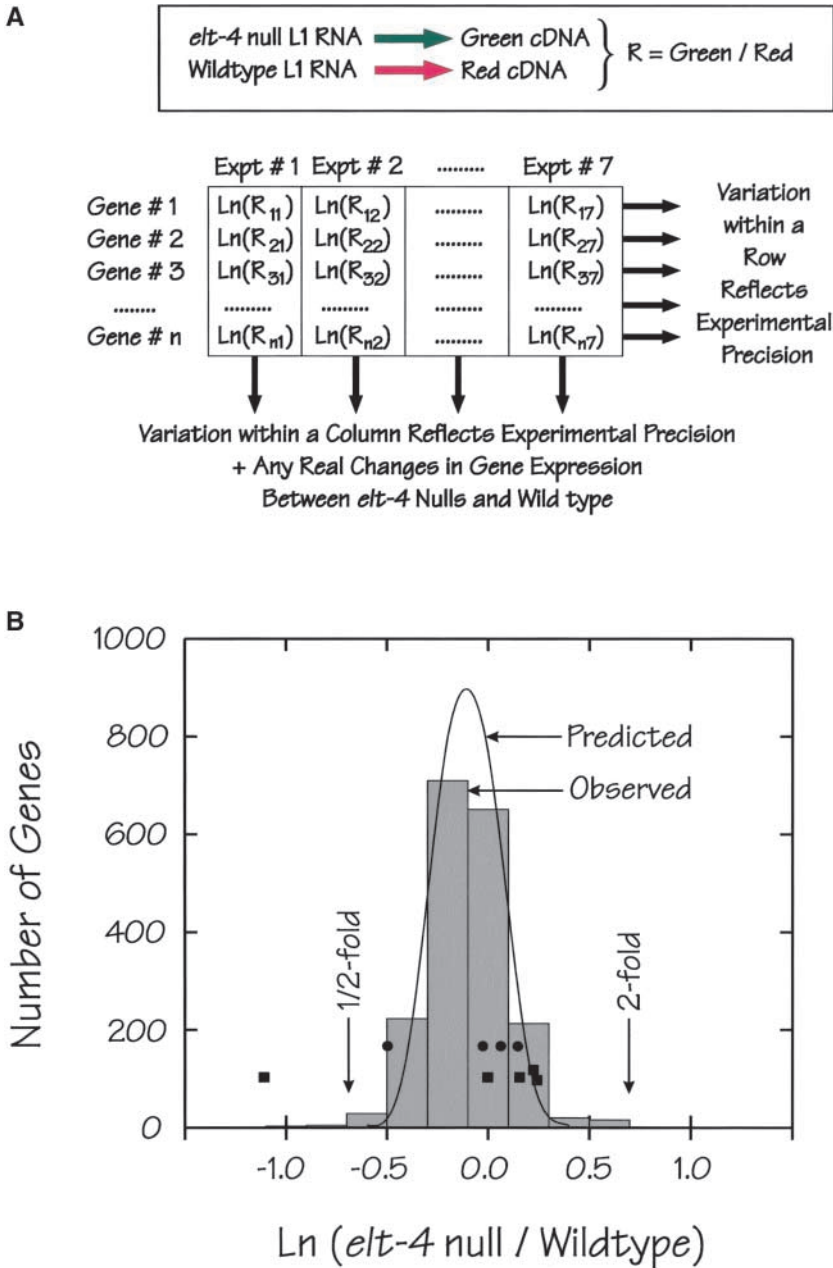 A
elt-4 null L1 RNA Green cDNA
Wildtype L1 RNA Red cDNA
R = Green / Red
Expt # 1 Expt # 2 ......... Expt # 7
Gene # 1 Ln(R11) Ln(R12) ......... Ln(R17)
Gene # 2 Ln(R21) Ln(R22) ......... Ln(R27)
Gene # 3 Ln(R31) Ln(R32) ......... Ln(R37)
........ ......... ......... ......... .........
Gene # n Ln(Rn1) Ln(Rn2) ......... Ln(Rn7)
Variation
within a
Row
Reflects
Experimental
Precision
Variation within a Column Reflects Experimental Precision
+ Any Real Changes in Gene Expression
Between elt-4 Nulls and Wild type
B
Number of Genes
1000
800
600
400
200
0
Predicted
Observed
1/2-fold
2-fold
-1.0 -0.5 0.0 0.5 1.0
Ln (elt-4 null / Wildtype)